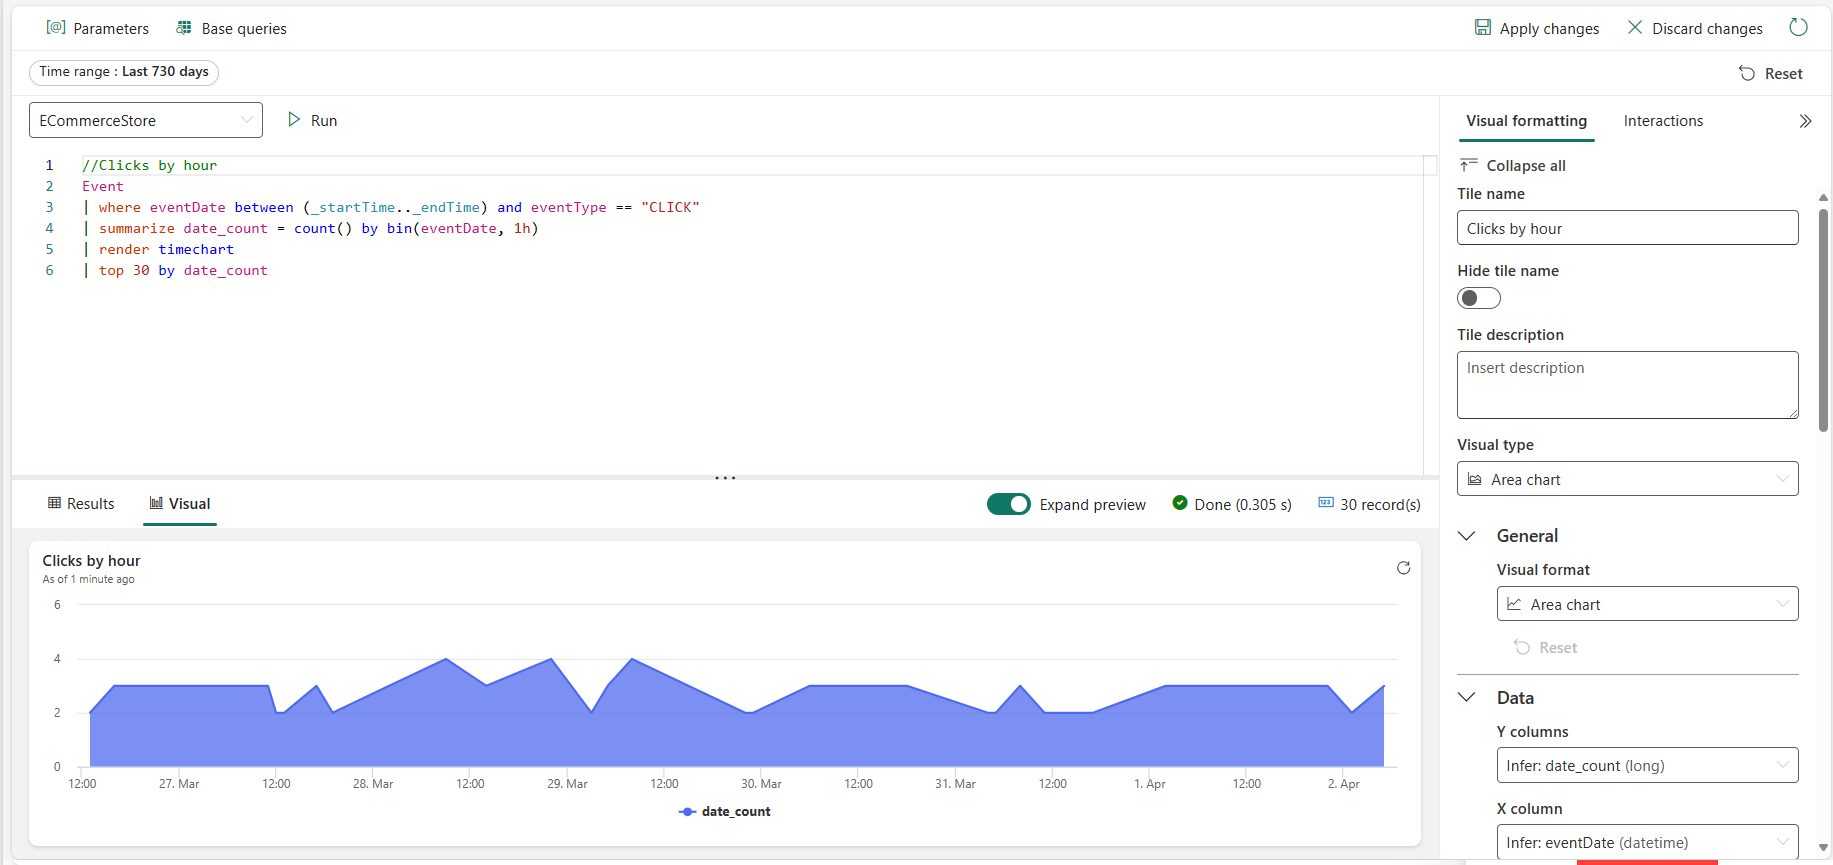 Parameters
Base queries
Apply changes
Discard changes
Time range : Last 730 days
Reset
ECommerceStore
Run
1 //Clicks by hour
2 Event
3 | where eventDate between (_startTime.._endTime) and eventType == "CLICK"
4 | summarize date_count = count() by bin(eventDate, 1h)
5 | render timechart
6 | top 30 by date_count
Results
Visual
Expand preview
Done (0.305 s)
123
30 record(s)
Clicks by hour
As of 1 minute ago
6
4
2
0
12:00 27. Mar 12:00 28. Mar 12:00 29. Mar 12:00 30. Mar 12:00 31. Mar 12:00 1. Apr 12:00 2. Apr
date_count
Visual formatting
Interactions
Collapse all
Tile name
Clicks by hour
Hide tile name
Tile description
Insert description
Visual type
Area chart
General
Visual format
Area chart
Reset
Data
Y columns
Infer: date_count (long)
X column
Infer: eventDate (datetime)